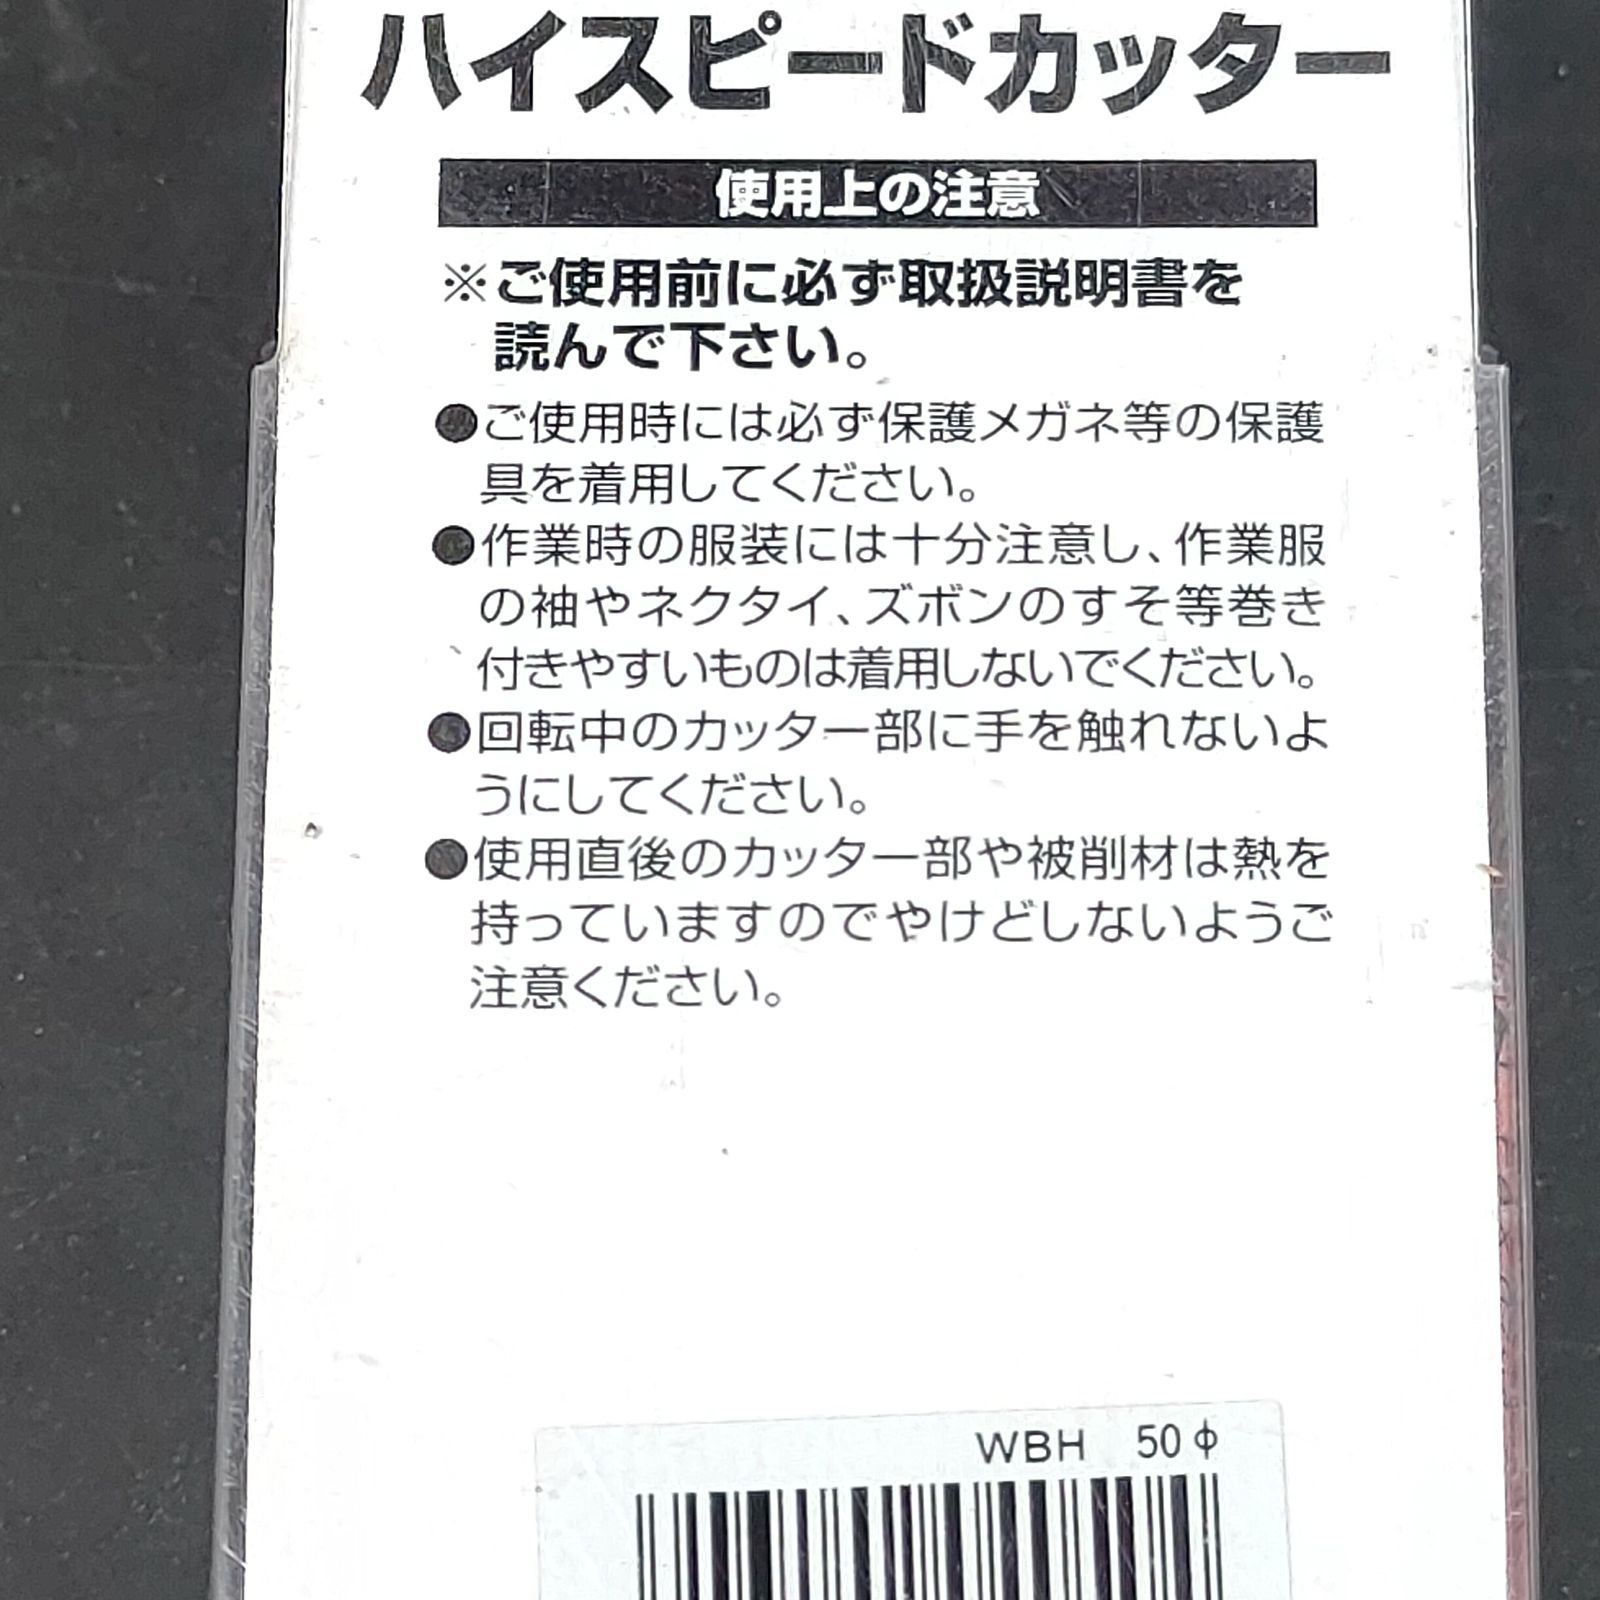 ハイスピードカッター
使用上の注意
※ご使用前に必ず取扱説明書を
読んで下さい。
●ご使用時には必ず保護メガネ等の保護
具を着用してください。
●作業時の服装には十分注意し、作業服
の袖やネクタイ、ズボンのすそ等巻き
付きやすいものは着用しないでください。
●回転中のカッター部に手を触れないよ
うにしてください。
●使用直後のカッター部や被削材は熱を
持っていますのでやけどしないようご
注意ください。
WBH 50φ